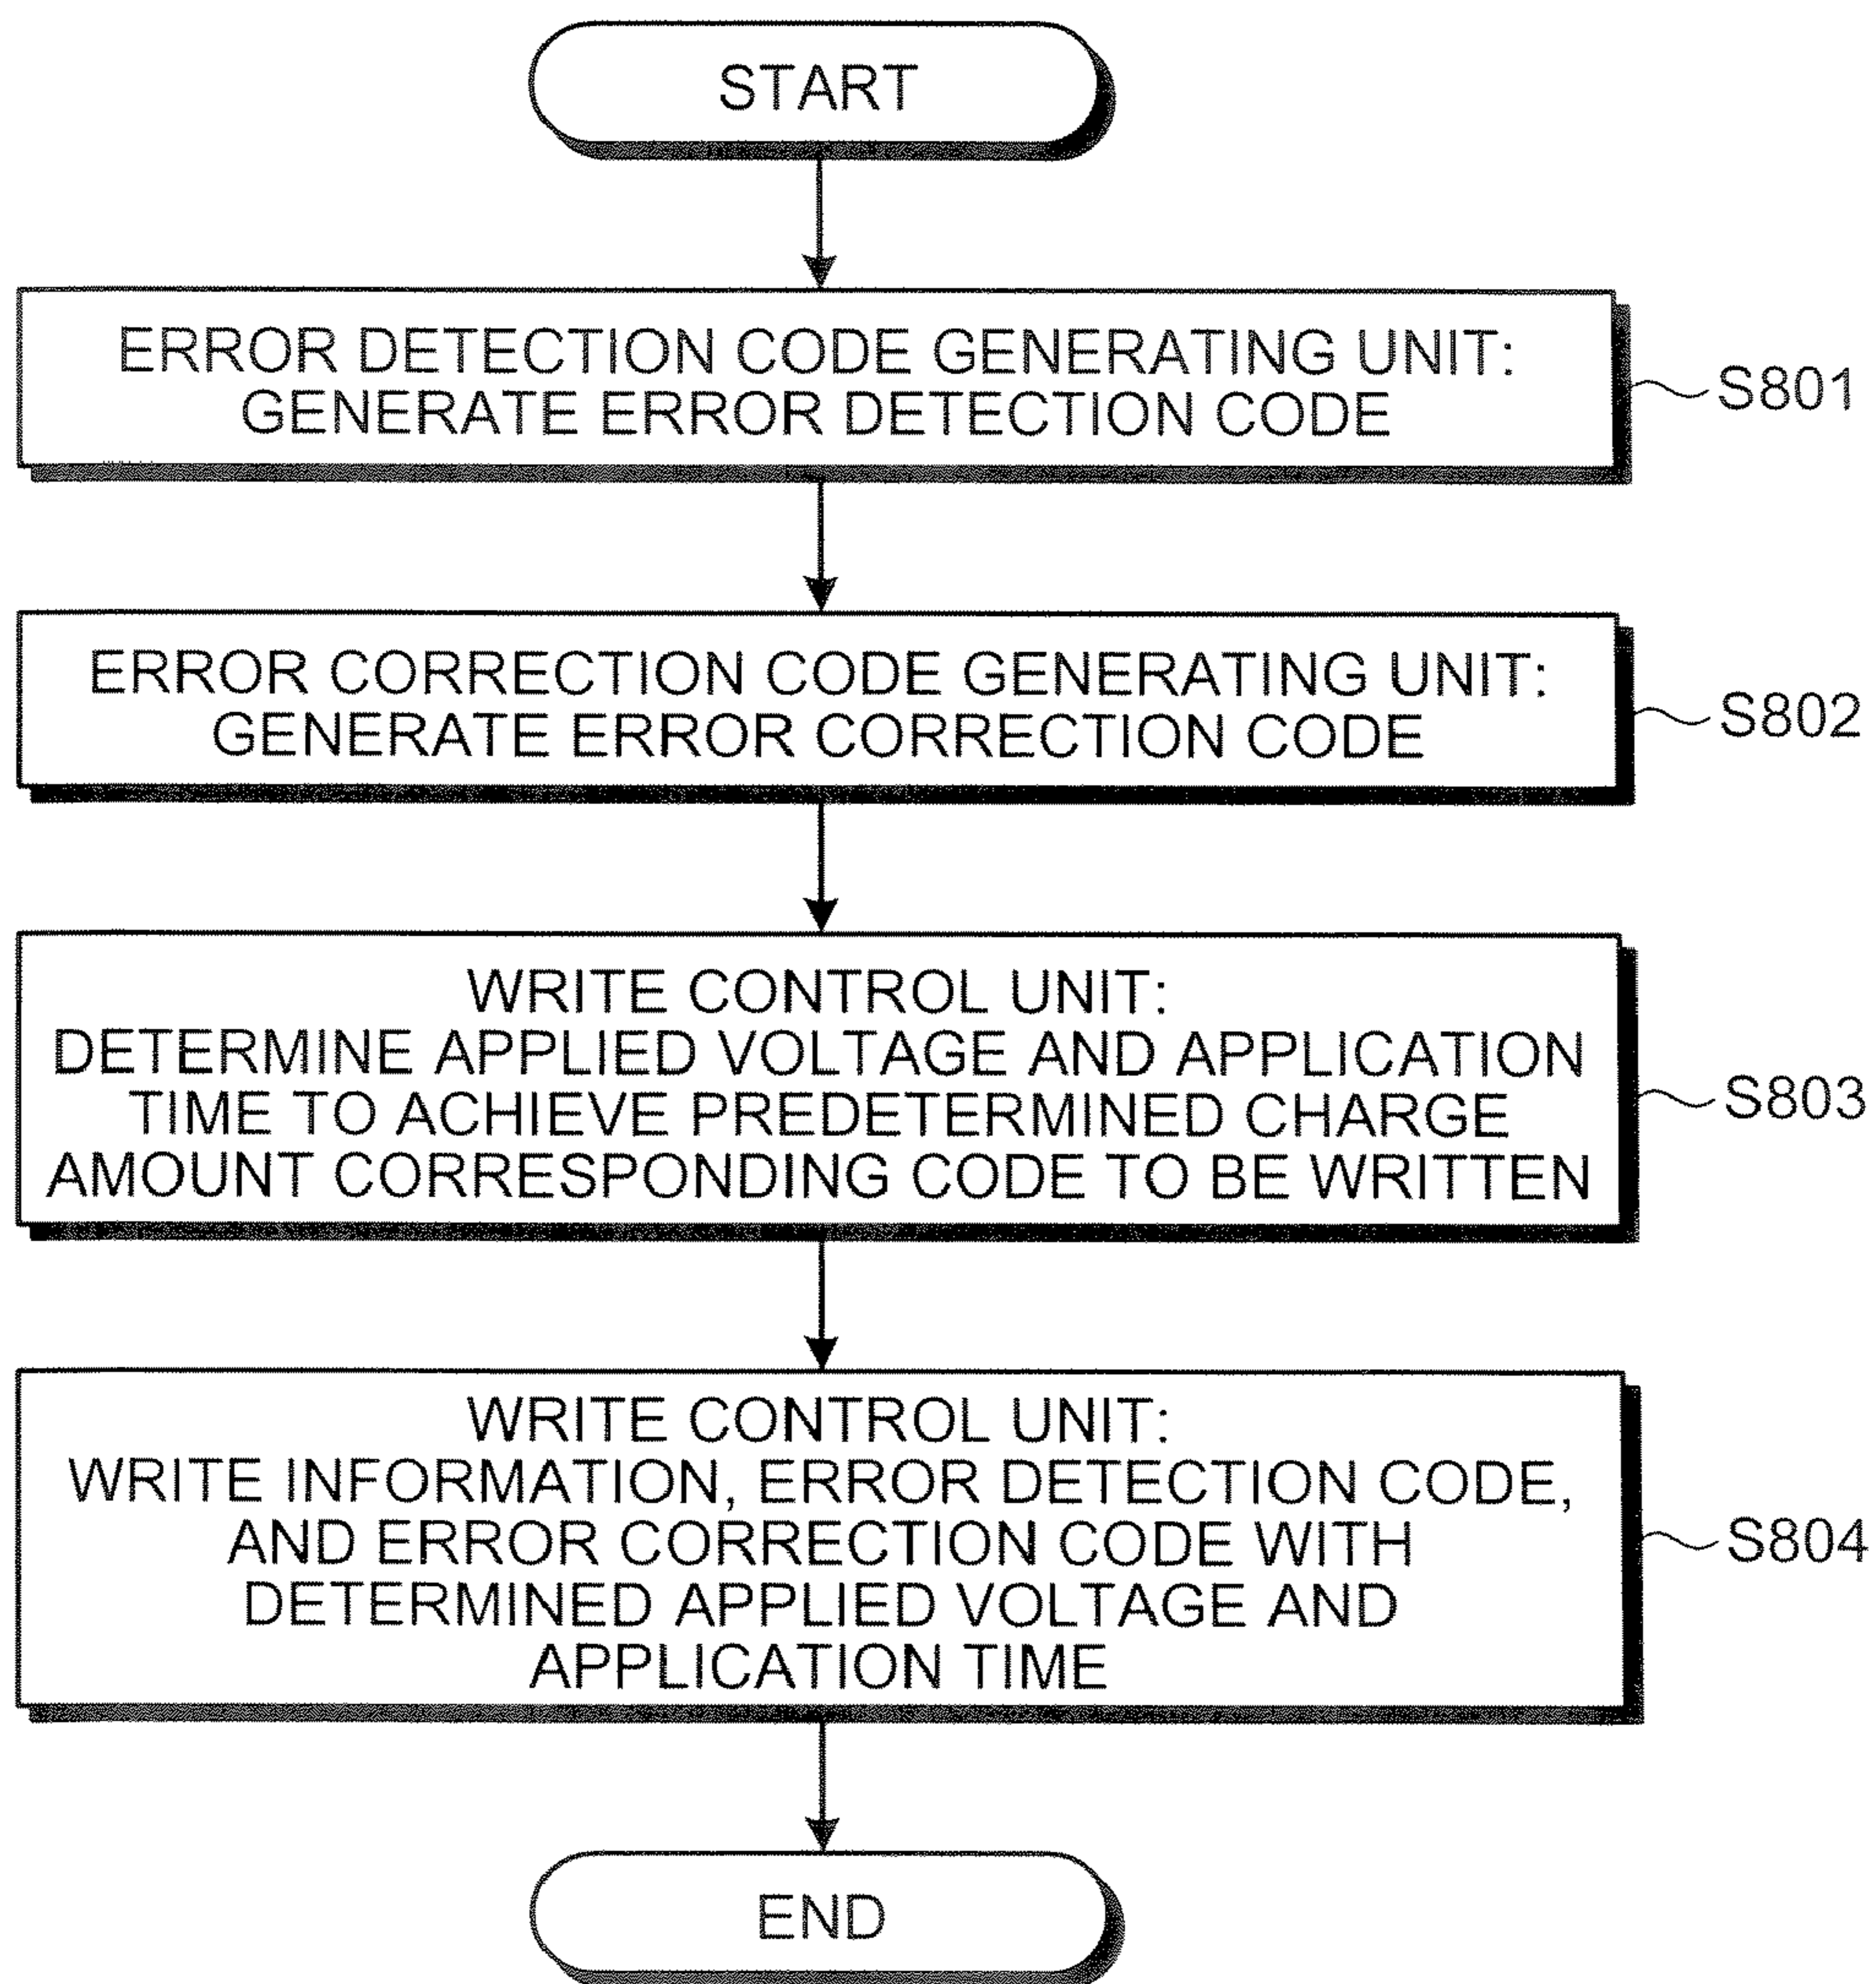 START
ERROR DETECTION CODE GENERATING UNIT:
GENERATE ERROR DETECTION CODE
S801
ERROR CORRECTION CODE GENERATING UNIT:
GENERATE ERROR CORRECTION CODE
S802
WRITE CONTROL UNIT:
DETERMINE APPLIED VOLTAGE AND APPLICATION
TIME TO ACHIEVE PREDETERMINED CHARGE
AMOUNT CORRESPONDING CODE TO BE WRITTEN
S803
WRITE CONTROL UNIT:
WRITE INFORMATION, ERROR DETECTION CODE,
AND ERROR CORRECTION CODE WITH
DETERMINED APPLIED VOLTAGE AND
APPLICATION TIME
S804
END